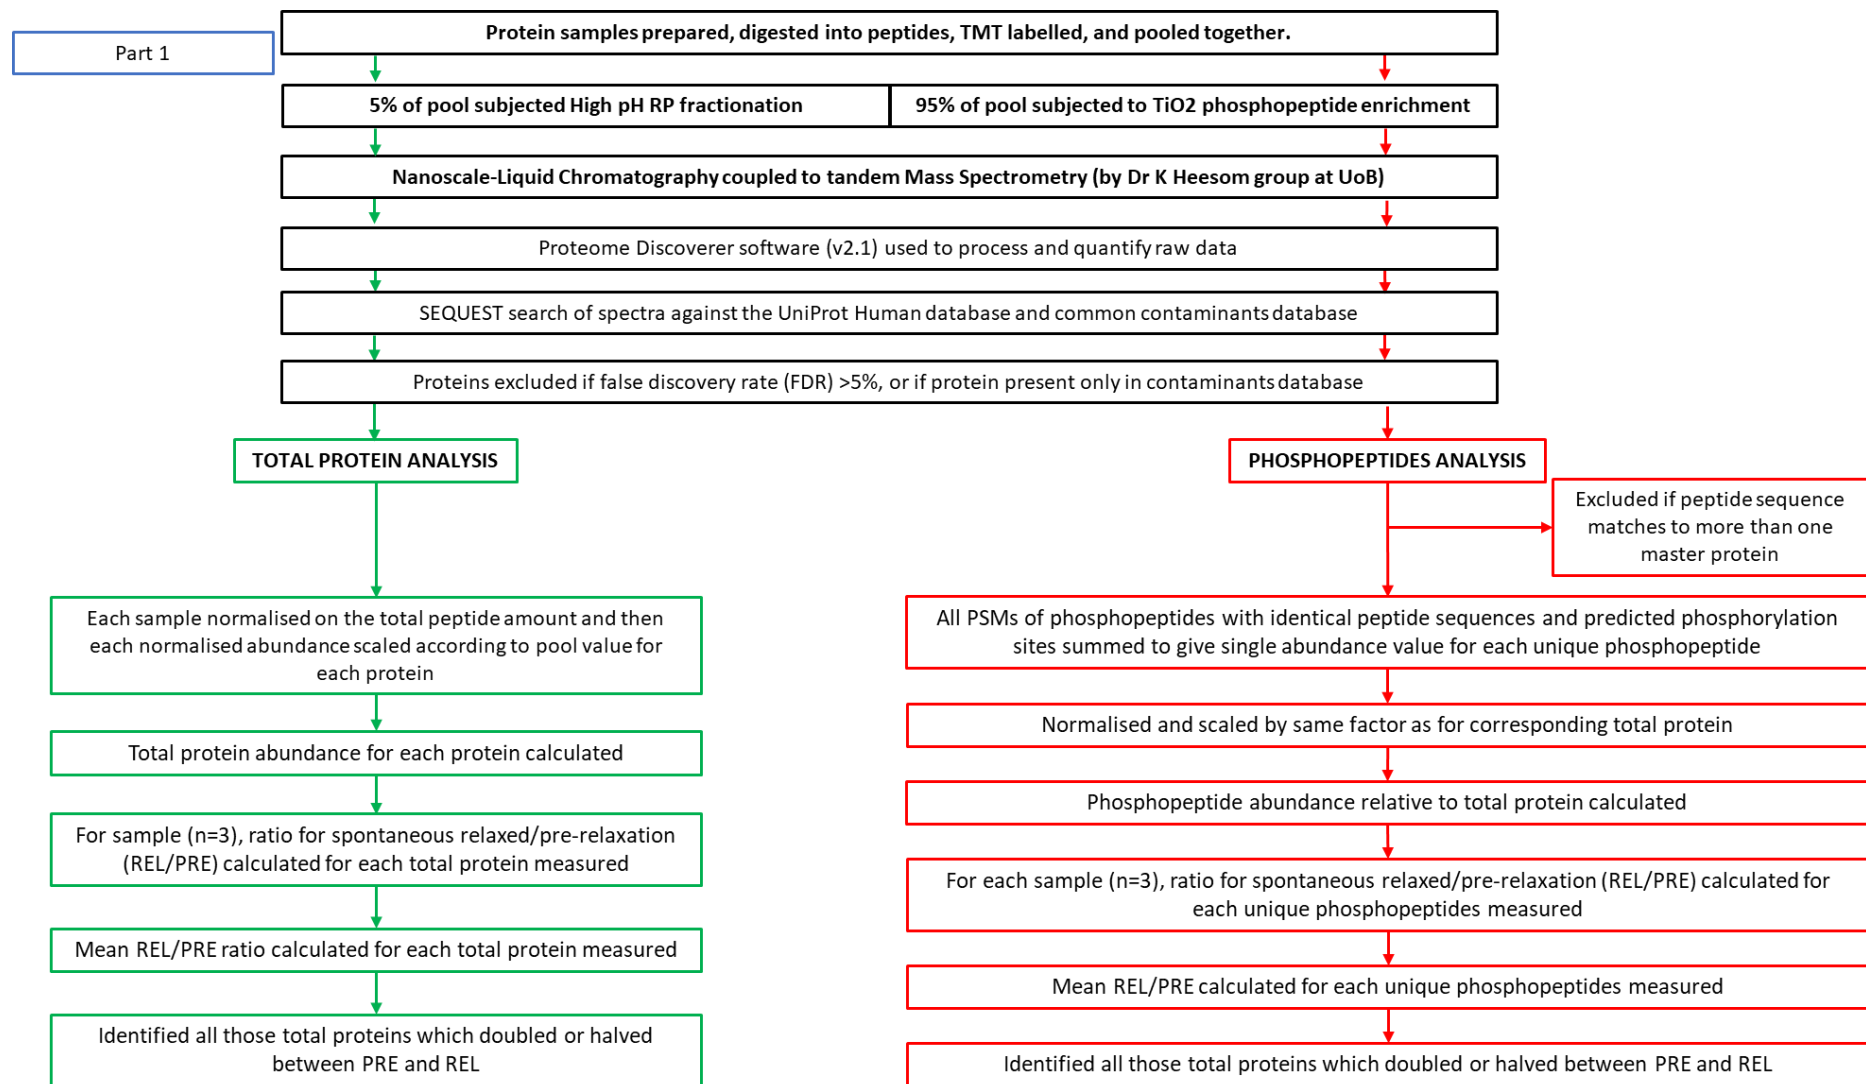 Part 1
Protein samples prepared, digested into peptides, TMT labelled, and pooled together.
5% of pool subjected High pH RP fractionation
95% of pool subjected to TiO2 phosphopeptide enrichment
Nanoscale-Liquid Chromatography coupled to tandem Mass Spectrometry (by Dr K Heesom group at UoB)
Proteome Discoverer software (v2.1) used to process and quantify raw data
SEQUEST search of spectra against the UniProt Human database and common contaminants database
Proteins excluded if false discovery rate (FDR) >5%, or if protein present only in contaminants database
TOTAL PROTEIN ANALYSIS
Each sample normalised on the total peptide amount and then
each normalised abundance scaled according to pool value for
each protein
Total protein abundance for each protein calculated
For sample (n=3), ratio for spontaneous relaxed/pre-relaxation
(REL/PRE) calculated for each total protein measured
Mean REL/PRE ratio calculated for each total protein measured
Identified all those total proteins which doubled or halved
between PRE and REL
PHOSPHOPEPTIDES ANALYSIS
Excluded if peptide sequence
matches to more than one
master protein
All PSMs of phosphopeptides with identical peptide sequences and predicted phosphorylation
sites summed to give single abundance value for each unique phosphopeptide
Normalised and scaled by same factor as for corresponding total protein
Phosphopeptide abundance relative to total protein calculated
For each sample (n=3), ratio for spontaneous relaxed/pre-relaxation (REL/PRE) calculated for
each unique phosphopeptides measured
Mean REL/PRE calculated for each unique phosphopeptides measured
Identified all those total proteins which doubled or halved between PRE and REL